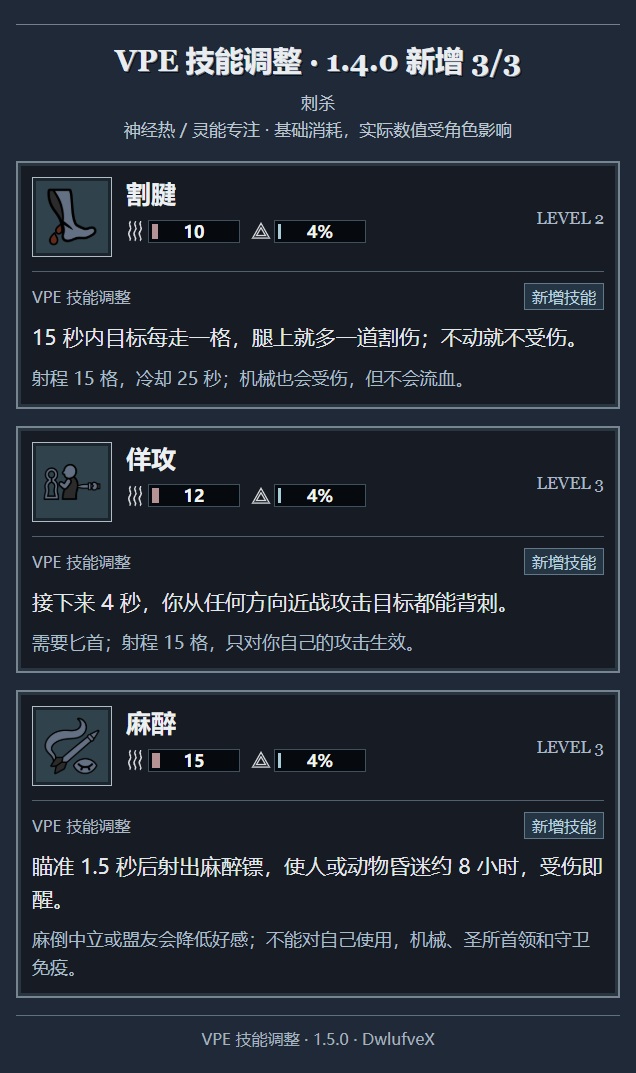 VPE 技能调整 · 1.4.0 新增 3/3
刺杀
神经热 / 灵能专注 · 基础消耗，实际数值受角色影响
割腱
10 4%
LEVEL 2
VPE 技能调整
新增技能
15 秒内目标每走一格，腿上就多一道割伤；不动就不受伤。
射程 15 格，冷却 25 秒；机械也会受伤，但不会流血。
佯攻
12 4%
LEVEL 3
VPE 技能调整
新增技能
接下来 4 秒，你从任何方向近战攻击目标都能背刺。
需要匕首；射程 15 格，只对你自己的攻击生效。
麻醉
15 4%
LEVEL 3
VPE 技能调整
新增技能
瞄准 1.5 秒后射出麻醉镖，使人或动物昏迷约 8 小时，受伤即
醒。
麻倒中立或盟友会降低好感；不能对自己使用，机械、圣所首领和守卫
免疫。
VPE 技能调整 · 1.5.0 · DwlufveX